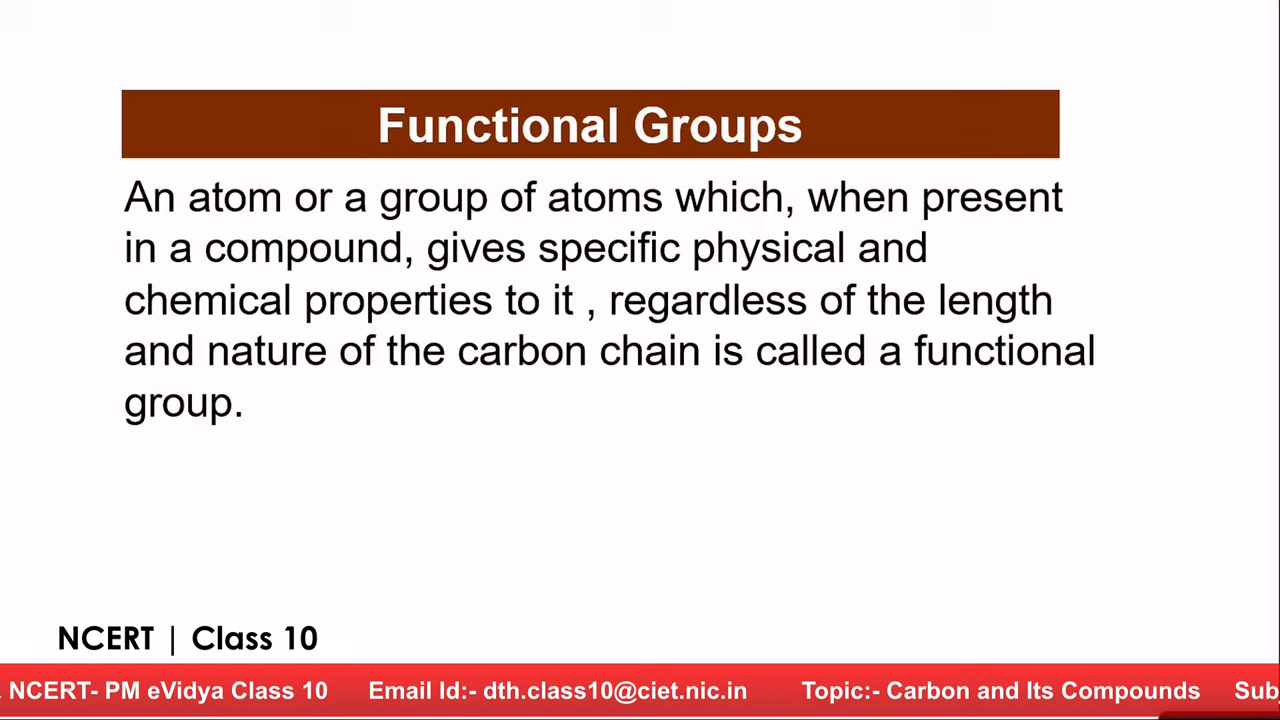 Functional Groups
An atom or a group of atoms which, when present
in a compound, gives specific physical and
chemical properties to it , regardless of the length
and nature of the carbon chain is called a functional
group.
NCERT | Class 10
NCERT- PM eVidya Class 10 Email Id:- dth.class10@ciet.nic.in Topic:- Carbon and Its Compounds Sub